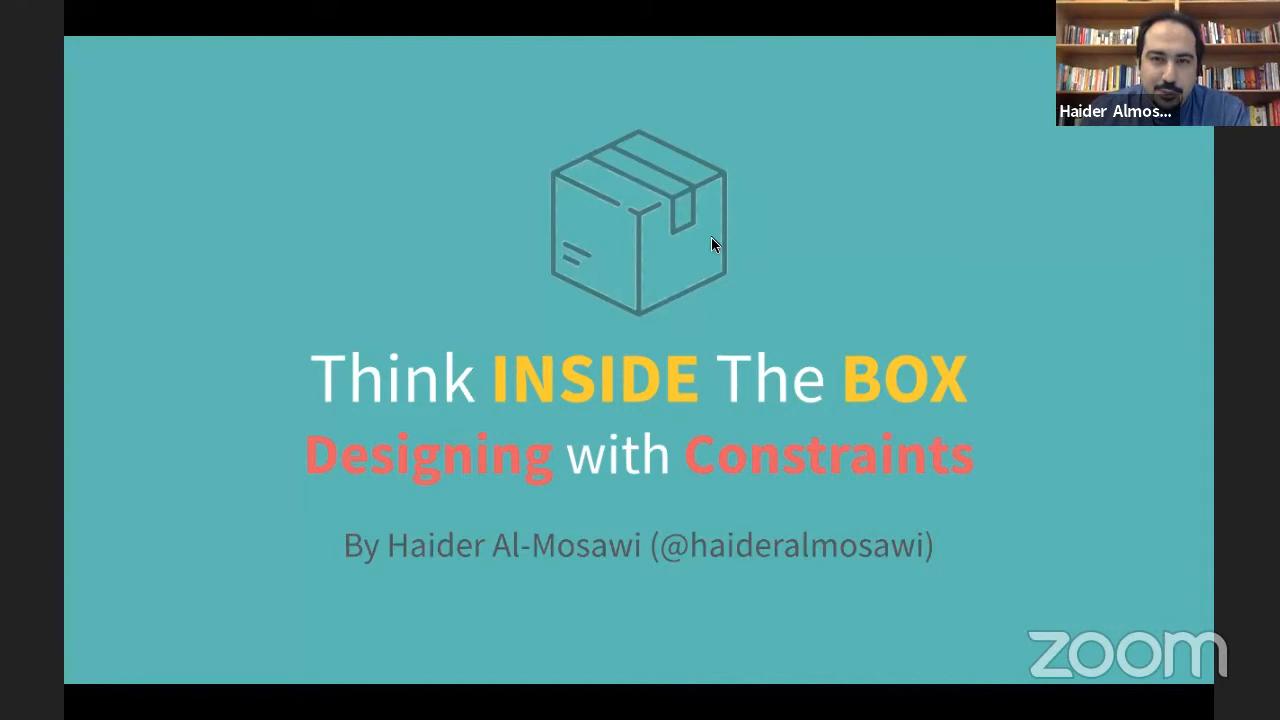 Haider Almos...
Think INSIDE The BOX
Designing with Constraints
By Haider Al-Mosawi (@haideralmosawi)
zoom